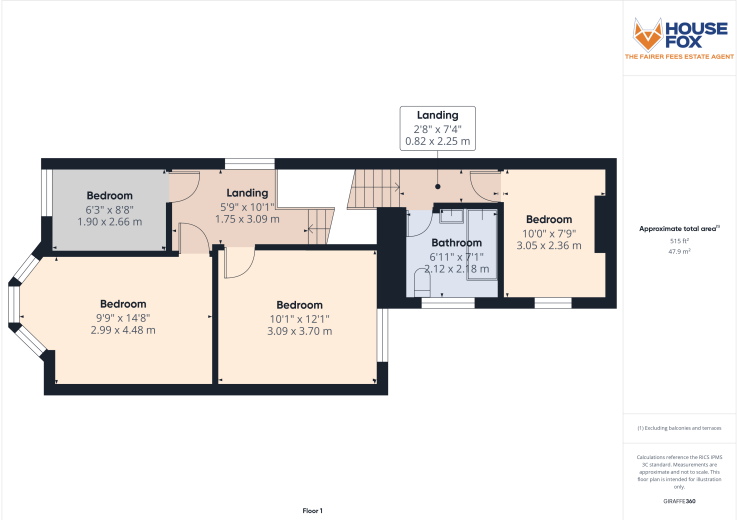 HOUSE
FOX
THE FAIRER FEES ESTATE AGENT
Landing
2'8" x 7'4"
0.82 x 2.25 m
Bedroom
6'3" x 8'8"
1.90 x 2.66 m
Landing
5'9" x 10'1"
1.75 x 3.09 m
Bedroom
10'0" x 7'9"
3.05 x 2.36 m
Bathroom
6'11" x 7'1"
2.12 x 2.18 m
Bedroom
9'9" x 14'8"
2.99 x 4.48 m
Bedroom
10'1" x 12'1"
3.09 x 3.70 m
Floor 1
Approximate total area(1)
515 ft²
47.9 m²
(1) Excluding balconies and terraces
Calculations reference the RICS IPMS
3C standard. Measurements are
approximate and not to scale. This
floor plan is intended for illustration
only.
GIRAFFE360